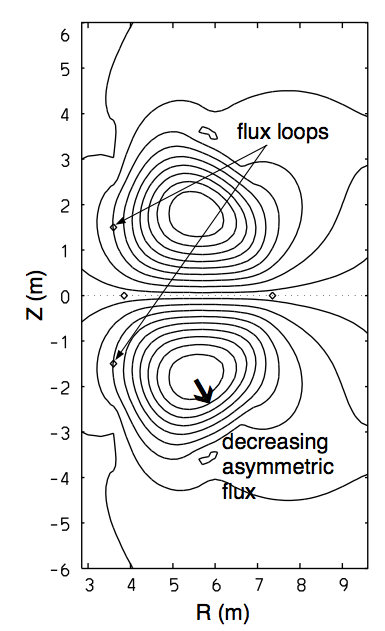 6
5
4
flux loops
3
2
1
Z (m)
0
-1
-2
-3
decreasing
asymmetric
flux
-4
-5
-6
3 4 5 6 7 8 9
R (m)